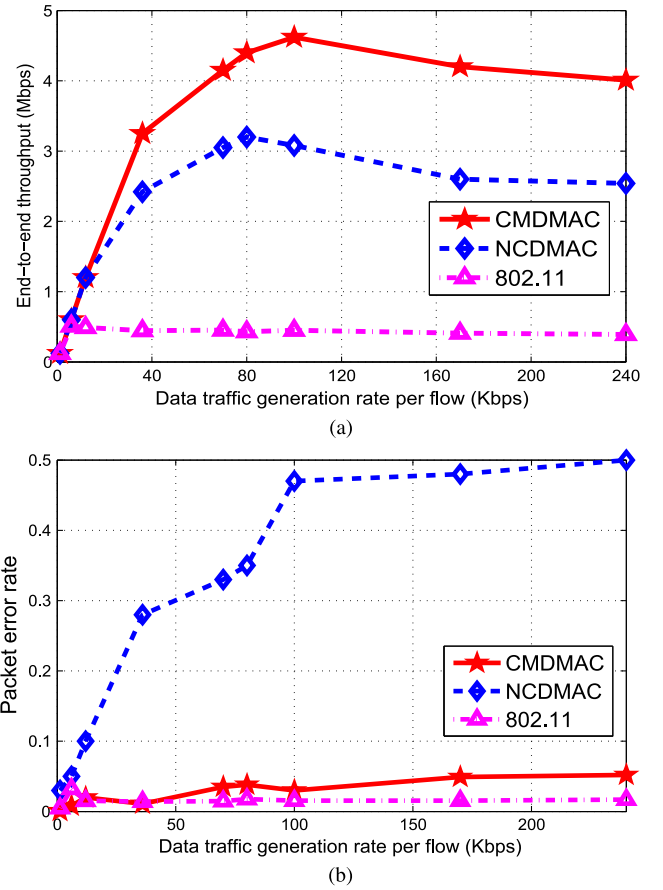 5
4
3
2
1
0
End-to-end throughput (Mbps)
CMDMAC
NCDMAC
802.11
0 40 80 120 160 200 240
Data traffic generation rate per flow (Kbps)
(a)
0.5
0.4
0.3
0.2
0.1
0
Packet error rate
CMDMAC
NCDMAC
802.11
0 50 100 150 200
Data traffic generation rate per flow (Kbps)
(b)